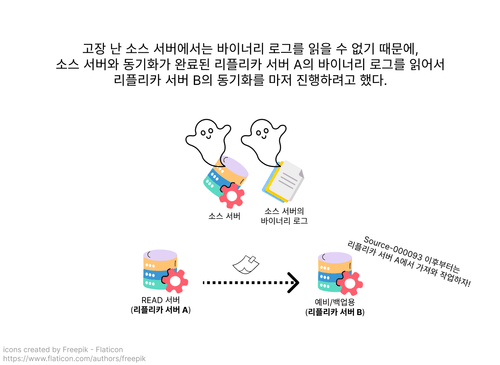 고장 난 소스 서버에서는 바이너리 로그를 읽을 수 없기 때문에,
소스 서버와 동기화가 완료된 리플리카 서버 A의 바이너리 로그를 읽어서
리플리카 서버 B의 동기화를 마저 진행하려고 했다.
소스 서버
소스 서버의
바이너리 로그
Source-000093 이후부터는
리플리카 서버 A에서 가져와 작업하자!
READ 서버
(리플리카 서버 A)
예비/백업용
(리플리카 서버 B)
icons created by Freepik - Flaticon
https://www.flaticon.com/authors/freepik